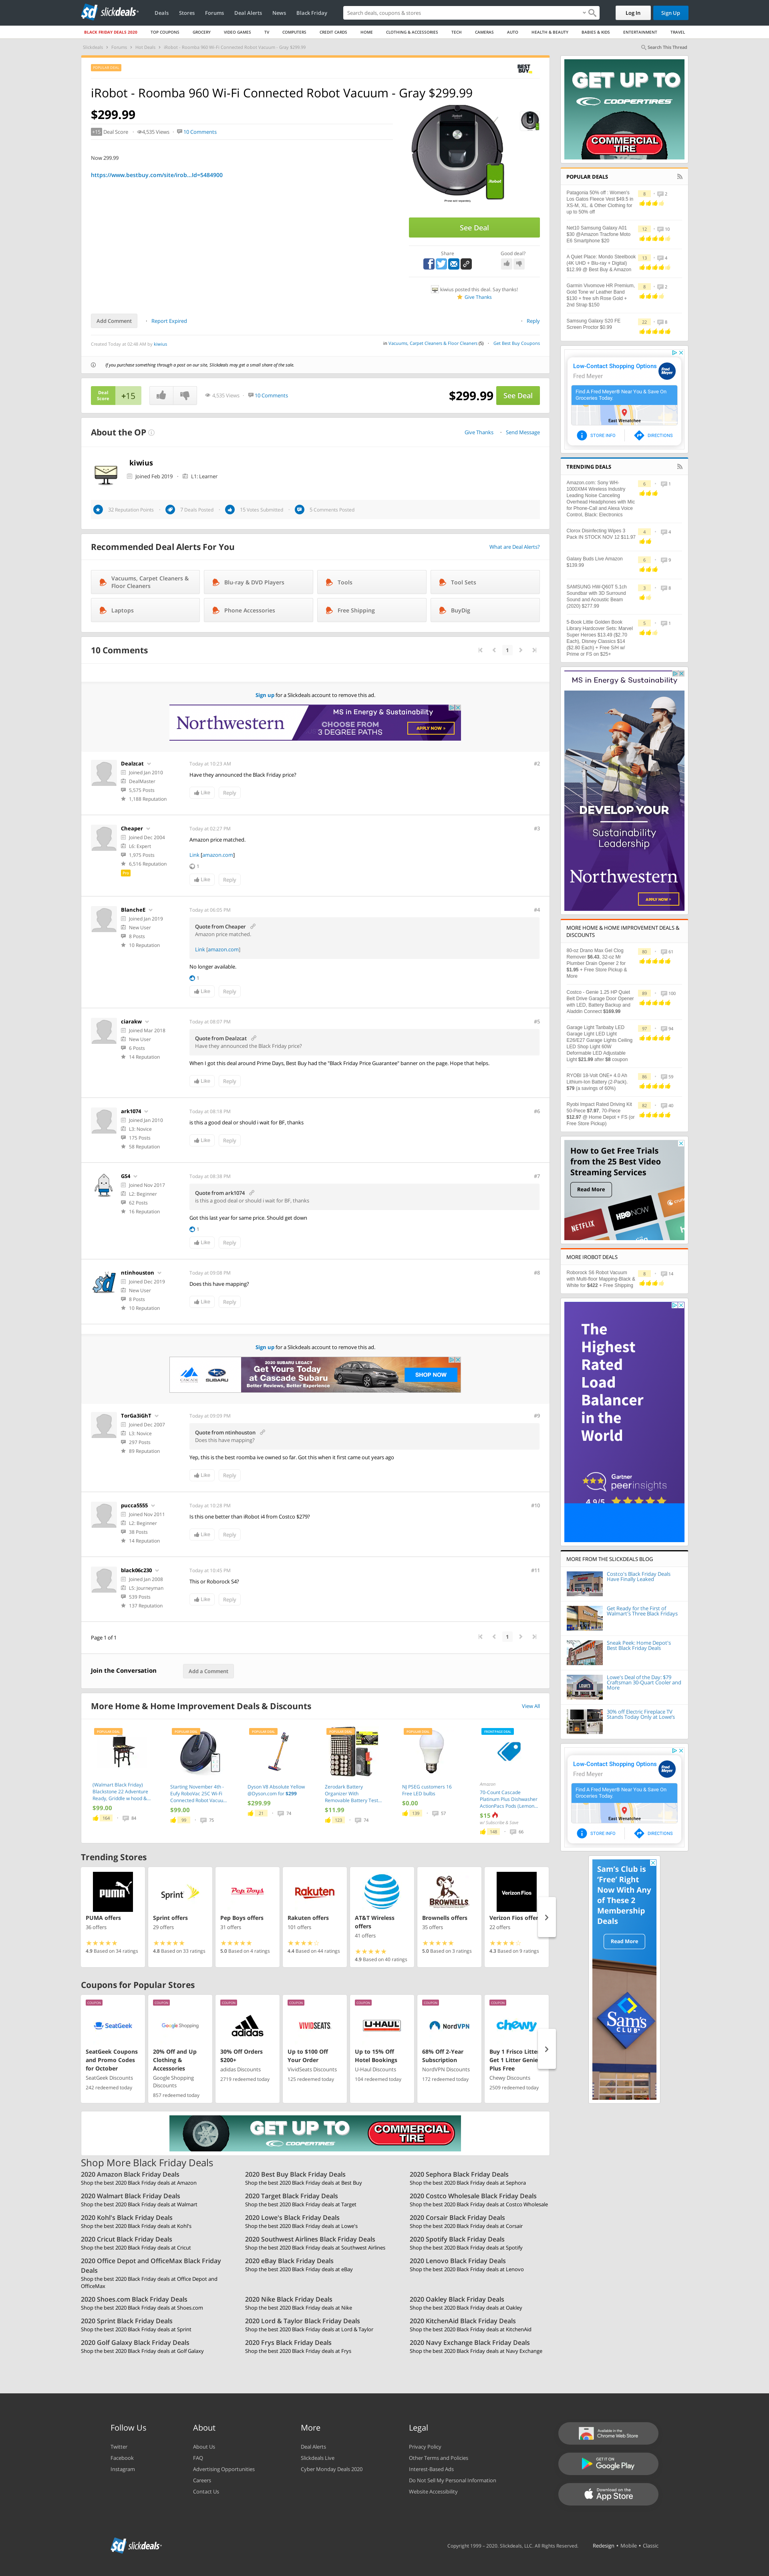 slickdeals
Deals Stores Forums Deal Alerts News Black Friday
Search deals, coupons & stores
Log In Sign Up
BLACK FRIDAY DEALS 2020 TOP COUPONS GROCERY VIDEO GAMES TV COMPUTERS CREDIT CARDS HOME CLOTHING & ACCESSORIES TECH CAMERAS AUTO HEALTH & BEAUTY BABIES & KIDS ENTERTAINMENT TRAVEL
Slickdeals > Forums > Hot Deals > iRobot - Roomba 960 Wi-Fi Connected Robot Vacuum - Gray $299.99
Search This Thread
BEST BUY
iRobot - Roomba 960 Wi-Fi Connected Robot Vacuum - Gray $299.99
$299.99
+15 Deal Score 4,535 Views 10 Comments
Now 299.99
https://www.bestbuy.com/site/irob...Id=5484900
See Deal
Share Good deal?
kiwius posted this deal. Say thanks!
Give Thanks
Add Comment Report Expired Reply
Created Today at 02:48 AM by kiwius
in Vacuums, Carpet Cleaners & Floor Cleaners (5) Get Best Buy Coupons
If you purchase something through a post on our site, Slickdeals may get a small share of the sale.
Deal Score +15
4,535 Views 10 Comments $299.99 See Deal
About the OP
Give Thanks Send Message
kiwius
Joined Feb 2019 L1: Learner
32 Reputation Points 7 Deals Posted 15 Votes Submitted 5 Comments Posted
Recommended Deal Alerts For You
What are Deal Alerts?
Vacuums, Carpet Cleaners & Floor Cleaners
Blu-ray & DVD Players
Tools
Tool Sets
Laptops
Phone Accessories
Free Shipping
BuyDig
10 Comments
1
Sign up for a Slickdeals account to remove this ad.
Northwestern MS in Energy & Sustainability CHOOSE FROM 3 DEGREE PATHS APPLY NOW
Dealzcat
Joined Jan 2010
DealMaster
5,575 Posts
1,188 Reputation
Today at 10:23 AM #2
Have they announced the Black Friday price?
Like Reply
Cheaper
Joined Dec 2004
L6: Expert
1,975 Posts
6,516 Reputation
Pro
Today at 02:27 PM #3
Amazon price matched.
Link [amazon.com]
1
Like Reply
BlancheE
Joined Jan 2019
New User
8 Posts
10 Reputation
Today at 06:05 PM #4
Quote from Cheaper
Amazon price matched.
Link [amazon.com]
No longer available.
1
Like Reply
ciarakw
Joined Mar 2018
New User
6 Posts
14 Reputation
Today at 08:07 PM #5
Quote from Dealzcat
Have they announced the Black Friday price?
When I got this deal around Prime Days, Best Buy had the "Black Friday Price Guarantee" banner on the page. Hope that helps.
Like Reply
ark1074
Joined Jan 2010
L3: Novice
175 Posts
58 Reputation
Today at 08:18 PM #6
is this a good deal or should i wait for BF, thanks
Like Reply
GS4
Joined Nov 2017
L2: Beginner
62 Posts
16 Reputation
Today at 08:38 PM #7
Quote from ark1074
is this a good deal or should i wait for BF, thanks
Got this last year for same price. Should get down
1
Like Reply
ntinhouston
Joined Dec 2019
New User
8 Posts
10 Reputation
Today at 09:08 PM #8
Does this have mapping?
Like Reply
Sign up for a Slickdeals account to remove this ad.
CASCADE SUBARU 2020 SUBARU LEGACY
Get Yours Today at Cascade Subaru
Better Reviews, Better Experiences SHOP NOW
TorGa3iGhT
Joined Dec 2007
L3: Novice
297 Posts
89 Reputation
Today at 09:09 PM #9
Quote from ntinhouston
Does this have mapping?
Yep, this is the best roomba ive owned so far. Got this when it first came out years ago
Like Reply
pucca5555
Joined Nov 2011
L2: Beginner
38 Posts
14 Reputation
Today at 10:28 PM #10
Is this one better than iRobot i4 from Costco $279?
Like Reply
black06c230
Joined Jan 2008
L5: Journeyman
539 Posts
137 Reputation
Today at 10:45 PM #11
This or Roborock S4?
Like Reply
Page 1 of 1
1
Join the Conversation
Add a Comment
More Home & Home Improvement Deals & Discounts
View All
(Walmart Black Friday) Blackstone 22 Adventure Ready, Griddle w hood &...
$99.00
104 84
Starting November 4th - Eufy RoboVac 25C Wi-Fi Connected Robot Vacuu...
$99.00
99 75
Dyson V8 Absolute Yellow @Dyson.com for $299
$299.99
21 74
Zerodark Battery Organizer With Removable Battery Test...
$11.99
123 74
NJ PSEG customers 16 Free LED bulbs
$0.00
139 57
Amazon
70-Count Cascade Platinum Plus Dishwasher ActionPacs Pods (Lemon...
$15
w/ Subscribe & Save
148 66
Trending Stores
PUMA offers
36 offers
4.9 Based on 34 ratings
Sprint offers
29 offers
4.8 Based on 33 ratings
Pep Boys offers
31 offers
5.0 Based on 4 ratings
Rakuten offers
101 offers
4.4 Based on 44 ratings
AT&T Wireless offers
41 offers
4.9 Based on 40 ratings
Brownells offers
35 offers
5.0 Based on 3 ratings
Verizon Fios offer
22 offers
4.3 Based on 9 ratings
Coupons for Popular Stores
SeatGeek Coupons and Promo Codes for October
SeatGeek Discounts
242 redeemed today
20% Off and Up Clothing & Accessories
Google Shopping Discounts
857 redeemed today
30% Off Orders $200+
adidas Discounts
2719 redeemed today
Up to $100 Off Your Order
VividSeats Discounts
125 redeemed today
Up to 15% Off Hotel Bookings
U-Haul Discounts
104 redeemed today
68% Off 2-Year Subscription
NordVPN Discounts
172 redeemed today
Buy 1 Frisco Litter Get 1 Litter Genie Plus Free
Chewy Discounts
2509 redeemed today
GET UP TO COMMERCIAL TIRE
Shop More Black Friday Deals
2020 Amazon Black Friday Deals
Shop the best 2020 Black Friday deals at Amazon
2020 Best Buy Black Friday Deals
Shop the best 2020 Black Friday deals at Best Buy
2020 Sephora Black Friday Deals
Shop the best 2020 Black Friday deals at Sephora
2020 Walmart Black Friday Deals
Shop the best 2020 Black Friday deals at Walmart
2020 Target Black Friday Deals
Shop the best 2020 Black Friday deals at Target
2020 Costco Wholesale Black Friday Deals
Shop the best 2020 Black Friday deals at Costco Wholesale
2020 Kohl's Black Friday Deals
Shop the best 2020 Black Friday deals at Kohl's
2020 Lowe's Black Friday Deals
Shop the best 2020 Black Friday deals at Lowe's
2020 Corsair Black Friday Deals
Shop the best 2020 Black Friday deals at Corsair
2020 Cricut Black Friday Deals
Shop the best 2020 Black Friday deals at Cricut
2020 Southwest Airlines Black Friday Deals
Shop the best 2020 Black Friday deals at Southwest Airlines
2020 Spotify Black Friday Deals
Shop the best 2020 Black Friday deals at Spotify
2020 Office Depot and OfficeMax Black Friday Deals
Shop the best 2020 Black Friday deals at Office Depot and OfficeMax
2020 eBay Black Friday Deals
Shop the best 2020 Black Friday deals at eBay
2020 Lenovo Black Friday Deals
Shop the best 2020 Black Friday deals at Lenovo
2020 Shoes.com Black Friday Deals
Shop the best 2020 Black Friday deals at Shoes.com
2020 Nike Black Friday Deals
Shop the best 2020 Black Friday deals at Nike
2020 Oakley Black Friday Deals
Shop the best 2020 Black Friday deals at Oakley
2020 Sprint Black Friday Deals
Shop the best 2020 Black Friday deals at Sprint
2020 Lord & Taylor Black Friday Deals
Shop the best 2020 Black Friday deals at Lord & Taylor
2020 KitchenAid Black Friday Deals
Shop the best 2020 Black Friday deals at KitchenAid
2020 Golf Galaxy Black Friday Deals
Shop the best 2020 Black Friday deals at Golf Galaxy
2020 Frys Black Friday Deals
Shop the best 2020 Black Friday deals at Frys
2020 Navy Exchange Black Friday Deals
Shop the best 2020 Black Friday deals at Navy Exchange
GET UP TO
COOPERTIRES
COMMERCIAL TIRE
POPULAR DEALS
Patagonia 50% off : Women's Los Gatos Fleece Vest $49.5 in XS-M, XL. & Other Clothing for up to 50% off
Net10 Samsung Galaxy A01 $30 @Amazon Tracfone Moto E6 Smartphone $20
A Quiet Place: Mondo Steelbook (4K UHD + Blu-ray + Digital) $12.99 @ Best Buy & Amazon
Garmin Vivomove HR Premium, Gold Tone w/ Leather Band $130 + free s/h Rose Gold + 2nd Strap $150
Samsung Galaxy S20 FE Screen Protector $0.99
Low-Contact Shopping Options
Fred Meyer
Find A Fred Meyer® Near You & Save On Groceries Today.
East Wenatchee
STORE INFO DIRECTIONS
TRENDING DEALS
Amazon.com: Sony WH-1000XM4 Wireless Industry Leading Noise Canceling Overhead Headphones with Mic for Phone-Call and Alexa Voice Control, Black: Electronics
Clorox Disinfecting Wipes 3 Pack IN STOCK NOV 12 $11.97
Galaxy Buds Live Amazon $139.99
SAMSUNG HW-Q60T 5.1ch Soundbar with 3D Surround Sound and Acoustic Beam (2020) $277.99
5-Book Little Golden Book Library Hardcover Sets: Marvel Super Heroes $13.49 ($2.70 Each), Disney Classics $14 ($2.80 Each) + Free S/H w/ Prime or FS on $25+
MS in Energy & Sustainability
DEVELOP YOUR
Sustainability Leadership
APPLY NOW
MORE HOME & HOME IMPROVEMENT DEALS & DISCOUNTS
80-oz Drano Max Gel Clog Remover $6.43, 32-oz Mr Plumber Drain Opener 2 for $1.95 + Free Store Pickup & More
Costco - Genie 1.25 HP Quiet Belt Drive Garage Door Opener with LED, Battery Backup and Aladdin Connect $169.99
Garage Light Tanbaby LED Garage Light LED Light E26/E27 Garage Lights Ceiling LED Shop Light 60W Deformable LED Adjustable Light $21.99 after $8 coupon
RYOBI 18-Volt ONE+ 4.0 Ah Lithium-Ion Battery (2-Pack), $79 (a savings of 60%)
Ryobi Impact Rated Driving Kit 50-Piece $7.97, 70-Piece $12.97 @ Home Depot + FS (or Free Store Pickup)
How to Get Free Trials from the 25 Best Video Streaming Services
Read More
NETFLIX HBO NOW
MORE IROBOT DEALS
Roborock S6 Robot Vacuum with Multi-floor Mapping-Black & White for $422 + Free Shipping
The Highest Rated Load Balancer in the World
Gartner peerinsights
4.9/5
MORE FROM THE SLICKDEALS BLOG
Costco's Black Friday Deals Have Finally Leaked
Get Ready for the First of Walmart's Three Black Fridays
Sneak Peek: Home Depot's Best Black Friday Deals
Lowe's Deal of the Day: $79 Craftsman 30-Quart Cooler and More
30% off Electric Fireplace TV Stands Today Only at Lowe's
Low-Contact Shopping Options
Fred Meyer
Find A Fred Meyer® Near You & Save On Groceries Today.
East Wenatchee
STORE INFO DIRECTIONS
Sam's Club is 'Free' Right Now With Any of These 2 Membership Deals
Read More
Sam's CLUB
Follow Us
Twitter
Facebook
Instagram
About
About Us
FAQ
Advertising Opportunities
Careers
Contact Us
More
Deal Alerts
Slickdeals Live
Cyber Monday Deals 2020
Legal
Privacy Policy
Other Terms and Policies
Interest-Based Ads
Do Not Sell My Personal Information
Website Accessibility
Available in the Chrome Web Store
GET IT ON Google Play
Download on the App Store
slickdeals
Copyright 1999 - 2020. Slickdeals, LLC. All Rights Reserved. Redesign • Mobile • Classic